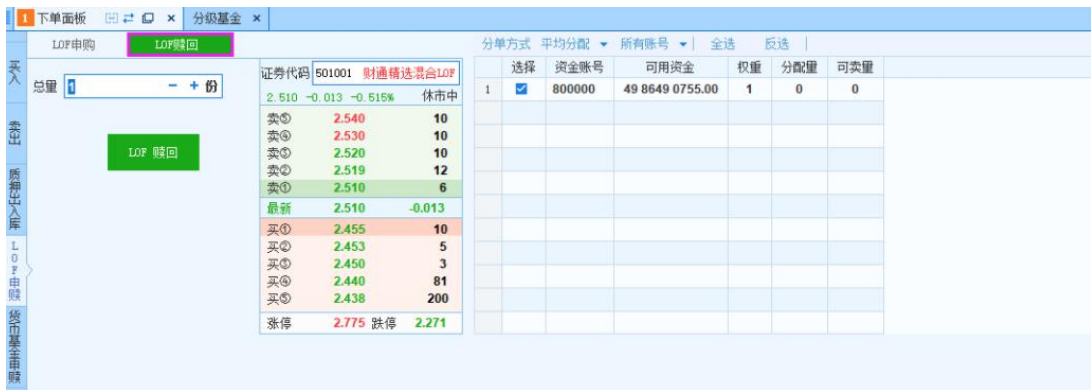 1 下单面板 分级基金
LOF申购 LOF赎回 分单方式 平均分配 所有账号 全选 反选
买入
卖出
质押出入库
LOF申赎
货币基金申赎
总量 1 - + 份
LOF 赎回
证券代码 501001 财通精选混合LOF
2.510 -0.013 -0.515% 休市中
卖⑤ 2.540 10
卖④ 2.530 10
卖③ 2.520 10
卖② 2.519 12
卖① 2.510 6
最新 2.510 -0.013
买① 2.455 10
买② 2.453 5
买③ 2.450 3
买④ 2.440 81
买⑤ 2.438 200
涨停 2.775 跌停 2.271
选择 资金账号 可用资金 权重 分配量 可卖量
1 800000 49 8649 0755.00 1 0 0